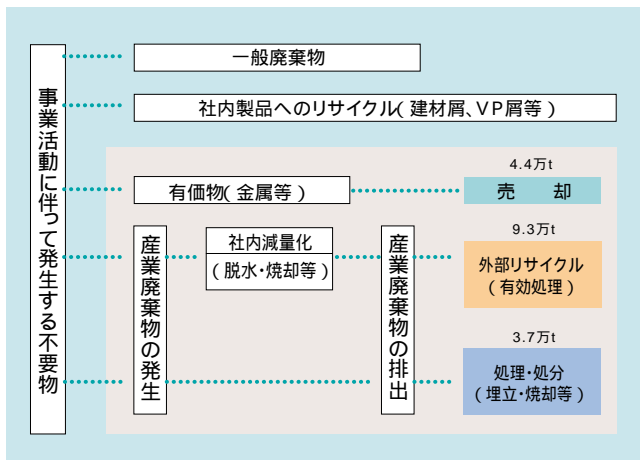 事業活動に伴って発生する不要物
一般廃棄物
社内製品へのリサイクル(建材屑、VP屑等)
有価物(金属等)
4.4万t
売 却
産業廃棄物の発生
社内減量化
(脱水・焼却等)
産業廃棄物の排出
9.3万t
外部リサイクル
(有効処理)
3.7万t
処理・処分
(埋立・焼却等)